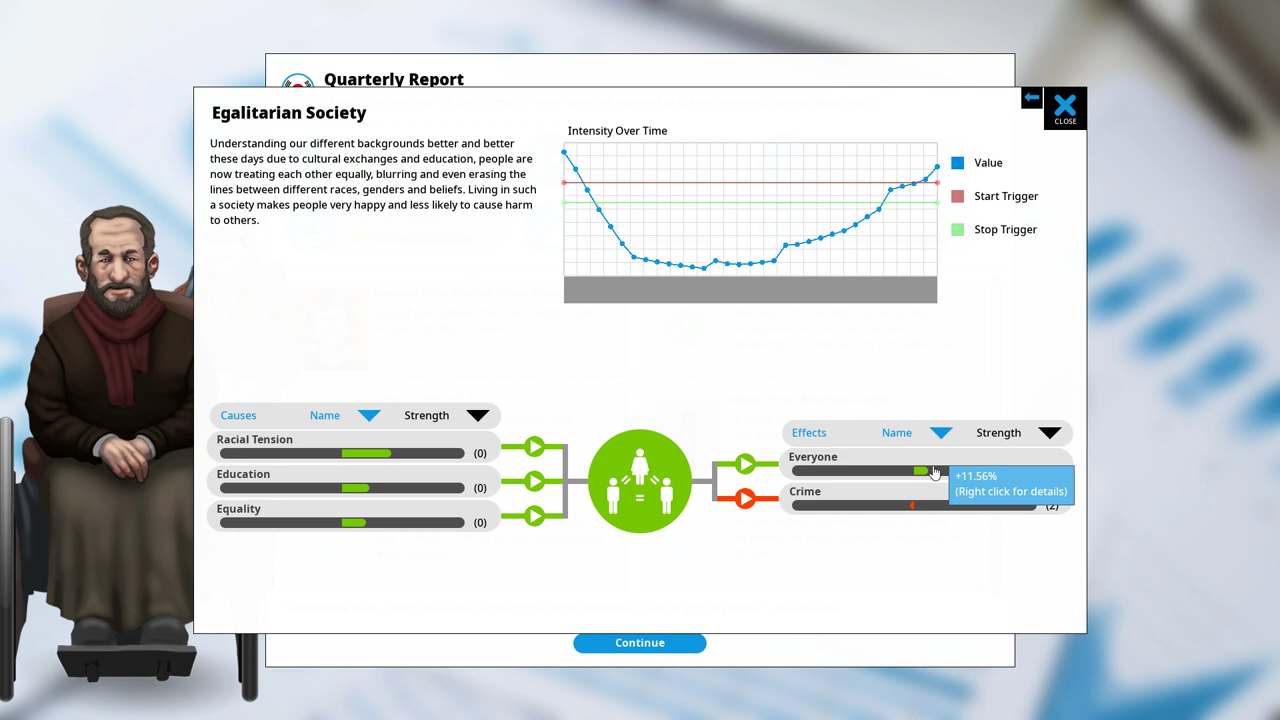 Quarterly Report
Egalitarian Society
CLOSE
Understanding our different backgrounds better and better
these days due to cultural exchanges and education, people are
now treating each other equally, blurring and even erasing the
lines between different races, genders and beliefs. Living in such
a society makes people very happy and less likely to cause harm
to others.
Intensity Over Time
Value
Start Trigger
Stop Trigger
Causes Name Strength
Racial Tension
(0)
Education
(0)
Equality
(0)
Effects Name Strength
Everyone
+11.56%
(Right click for details)
Crime
(2)
Continue